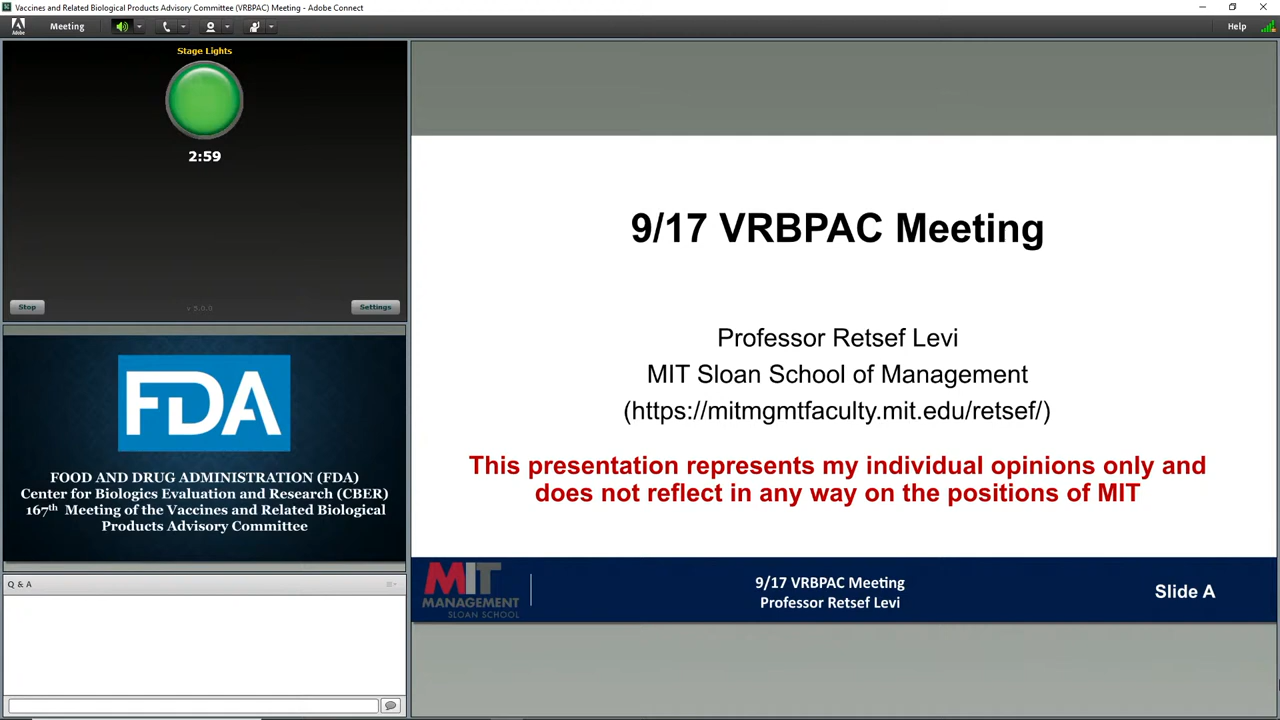 Vaccines and Related Biological Products Advisory Committee (VRBPAC) Meeting - Adobe Connect
Adobe
Meeting
Help
Stage Lights
2:59
Stop
v 5.0.0
Settings
FDA
FOOD AND DRUG ADMINISTRATION (FDA)
Center for Biologics Evaluation and Research (CBER)
167th Meeting of the Vaccines and Related Biological
Products Advisory Committee
Q & A
9/17 VRBPAC Meeting
Professor Retsef Levi
MIT Sloan School of Management
(https://mitmgmtfaculty.mit.edu/retsef/)
This presentation represents my individual opinions only and
does not reflect in any way on the positions of MIT
MIT
MANAGEMENT
SLOAN SCHOOL
9/17 VRBPAC Meeting
Professor Retsef Levi
Slide A